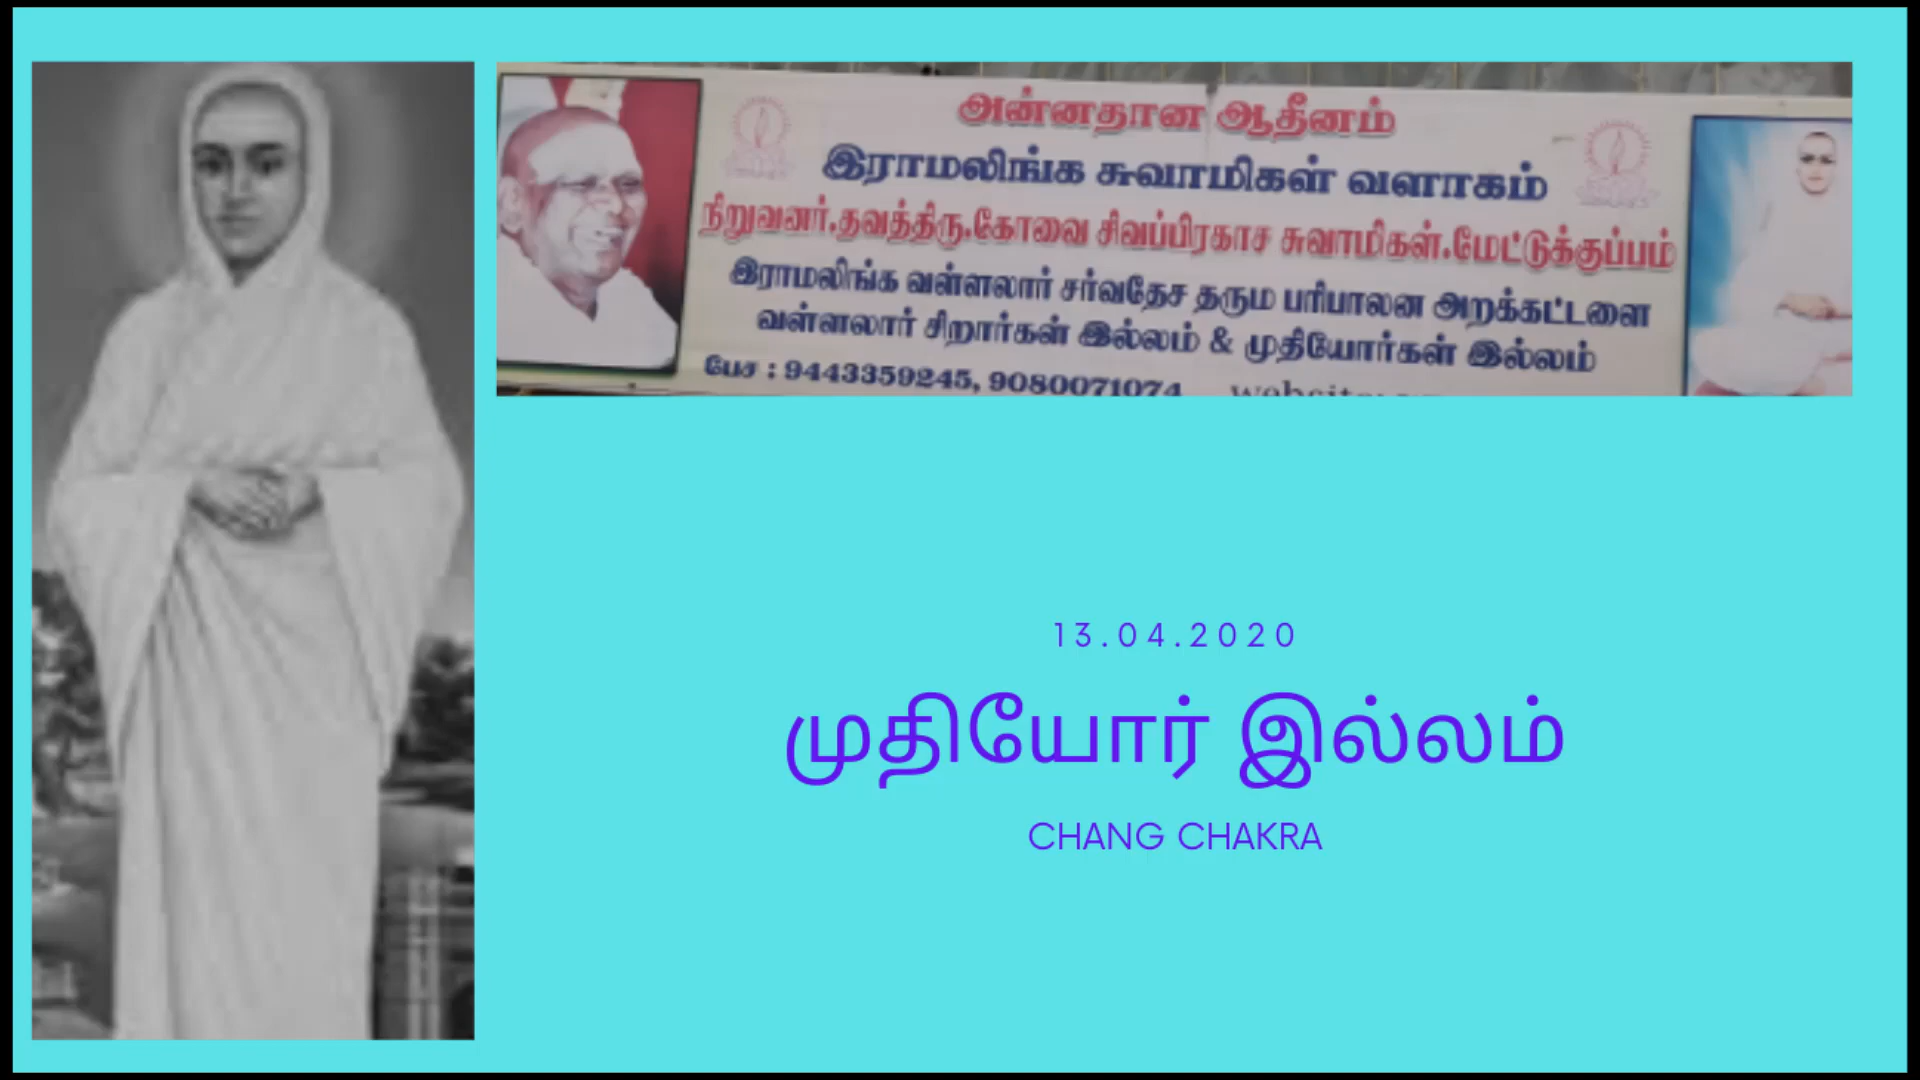 அன்னதான ஆதீனம்
இராமலிங்க சுவாமிகள் வளாகம்
நிறுவனர்.தவத்திரு.கோவை சிவப்பிரகாச சுவாமிகள்.மேட்டுக்குப்பம்
இராமலிங்க வள்ளலார் சர்வதேச தரும பரிபாலன அறக்கட்டளை
வள்ளலார் சிறார்கள் இல்லம் & முதியோர்கள் இல்லம்
பேச : 9443359245, 9080071074
13.04.2020
முதியோர் இல்லம்
CHANG CHAKRA